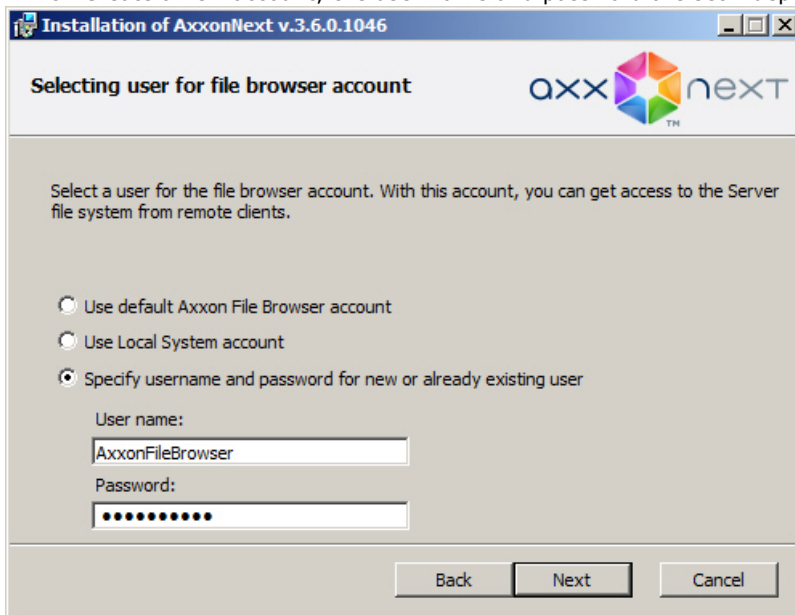 Installation of AxxonNext v.3.6.0.1046
Selecting user for file browser account
axx next
TM
Select a user for the file browser account. With this account, you can get access to the Server
file system from remote clients.
Use default Axxon File Browser account
Use Local System account
Specify username and password for new or already existing user
User name:
AxxonFileBrowser
Password:
••••••••••
Back Next Cancel